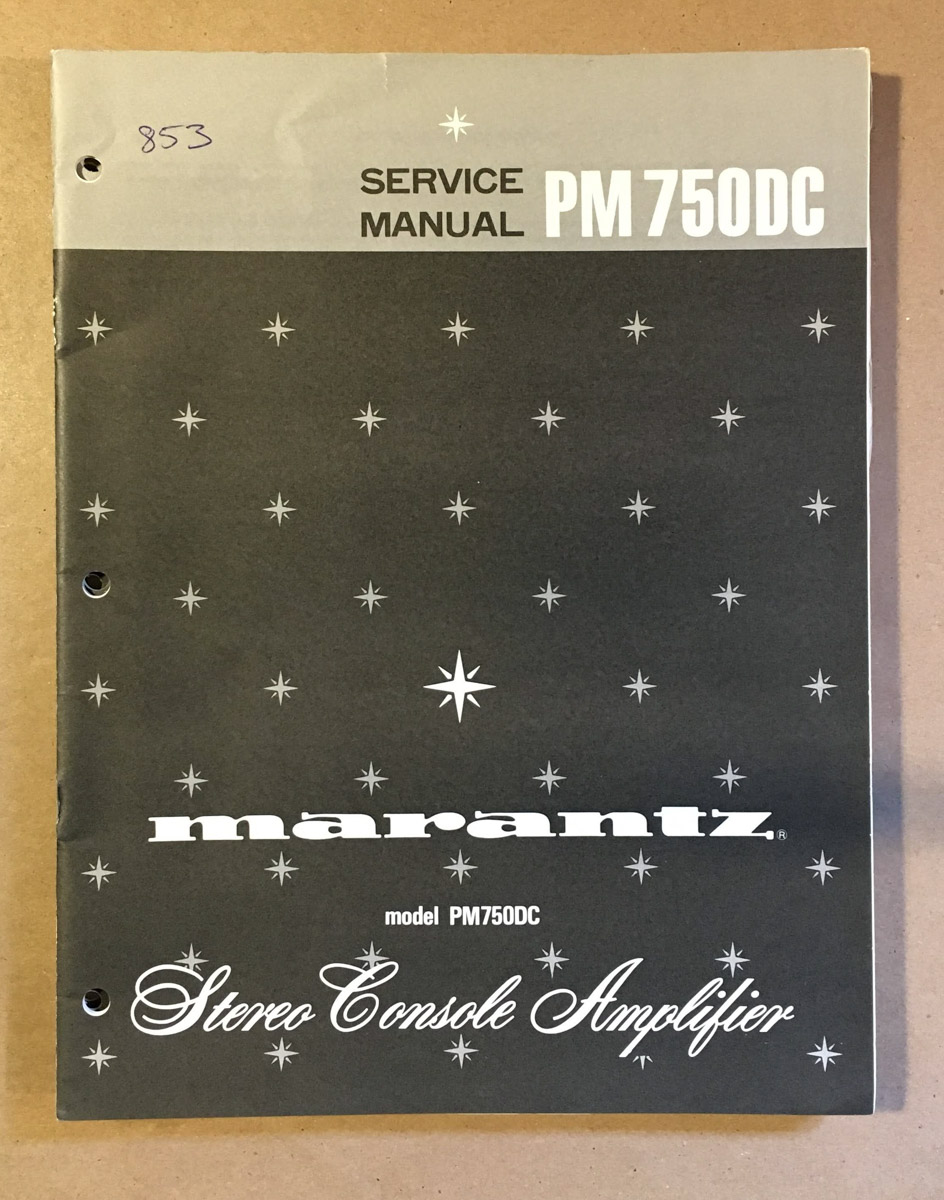 853
SERVICE
MANUAL PM 750DC
marantz®
model PM750DC
Stereo Console Amplifier